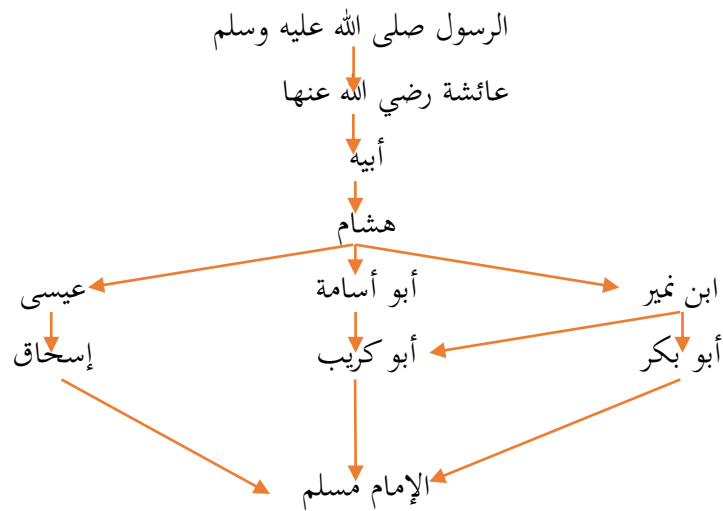 الرسول صلى الله عليه وسلم
عائشة رضي الله عنها
أبيه
هشام
ابن نمير أبو أسامة عيسى
أبو بكر أبو كريب إسحاق
الإمام مسلم